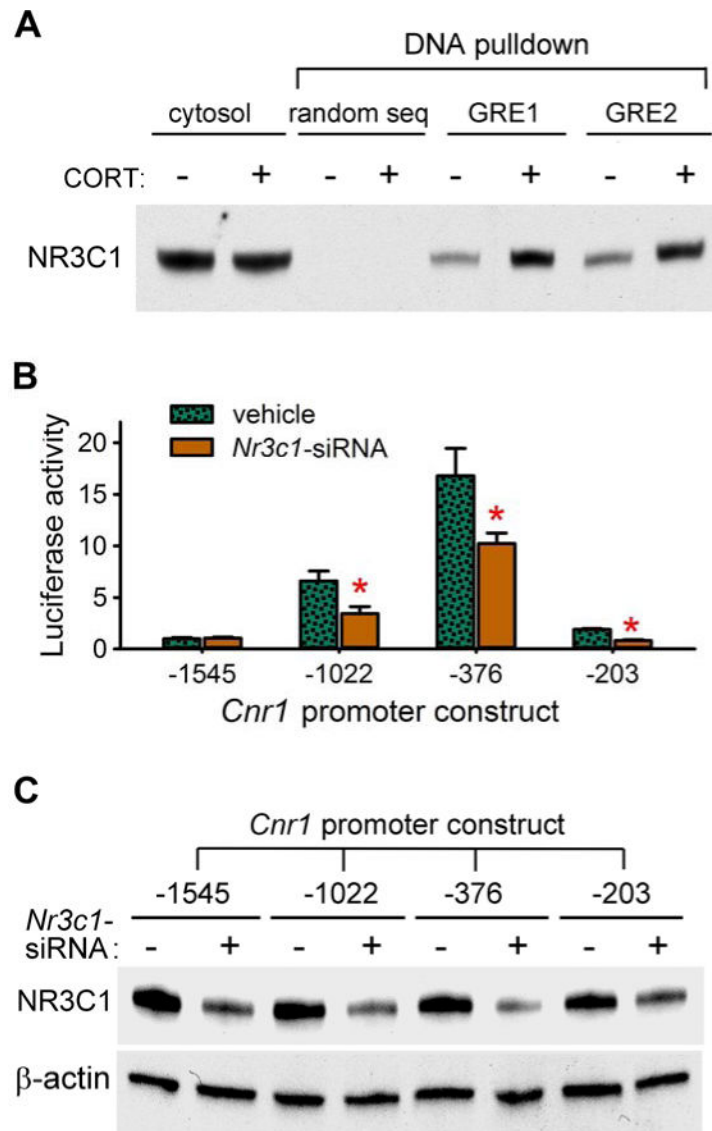 A
DNA pulldown
cytosol random seq GRE1 GRE2
CORT: - + - + - + - +
NR3C1
B
vehicle
Nr3c1-siRNA
Luciferase activity
20
15
10
5
0
* * *
-1545 -1022 -376 -203
Cnr1 promoter construct
C
Cnr1 promoter construct
-1545 -1022 -376 -203
Nr3c1-
siRNA: - + - + - + - +
NR3C1
β-actin